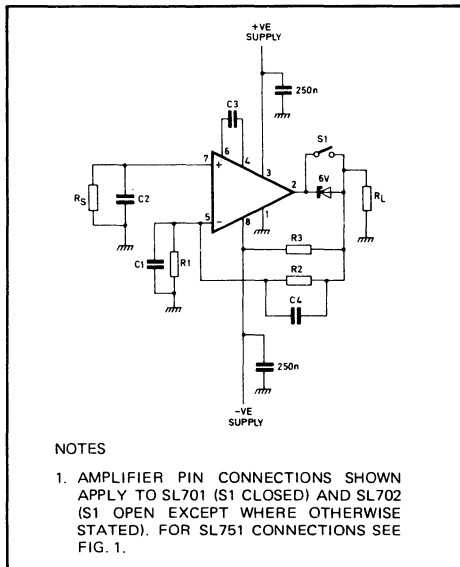 +VE
SUPPLY
250n
C3
S1
6
4
7
+
3
2
6V
RS
C2
5
−
8
1
RL
R3
C1
R1
R2
C4
250n
−VE
SUPPLY
NOTES
1. AMPLIFIER PIN CONNECTIONS SHOWN
APPLY TO SL701 (S1 CLOSED) AND SL702
(S1 OPEN EXCEPT WHERE OTHERWISE
STATED). FOR SL751 CONNECTIONS SEE
FIG. 1.